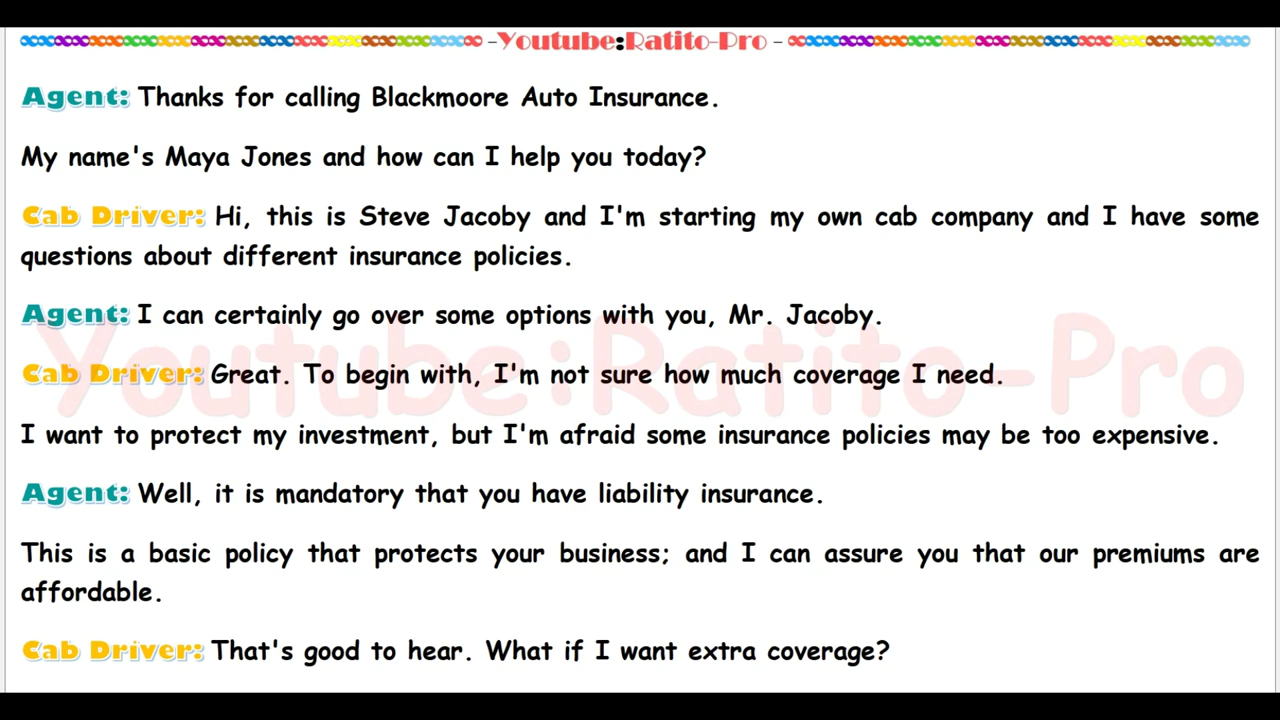 -Youtube:Ratito-Pro -
Agent: Thanks for calling Blackmoore Auto Insurance.
My name's Maya Jones and how can I help you today?
Cab Driver: Hi, this is Steve Jacoby and I'm starting my own cab company and I have some
questions about different insurance policies.
Agent: I can certainly go over some options with you, Mr. Jacoby.
Youtube:Ratito-Pro
Cab Driver: Great. To begin with, I'm not sure how much coverage I need.
I want to protect my investment, but I'm afraid some insurance policies may be too expensive.
Agent: Well, it is mandatory that you have liability insurance.
This is a basic policy that protects your business; and I can assure you that our premiums are
affordable.
Cab Driver: That's good to hear. What if I want extra coverage?